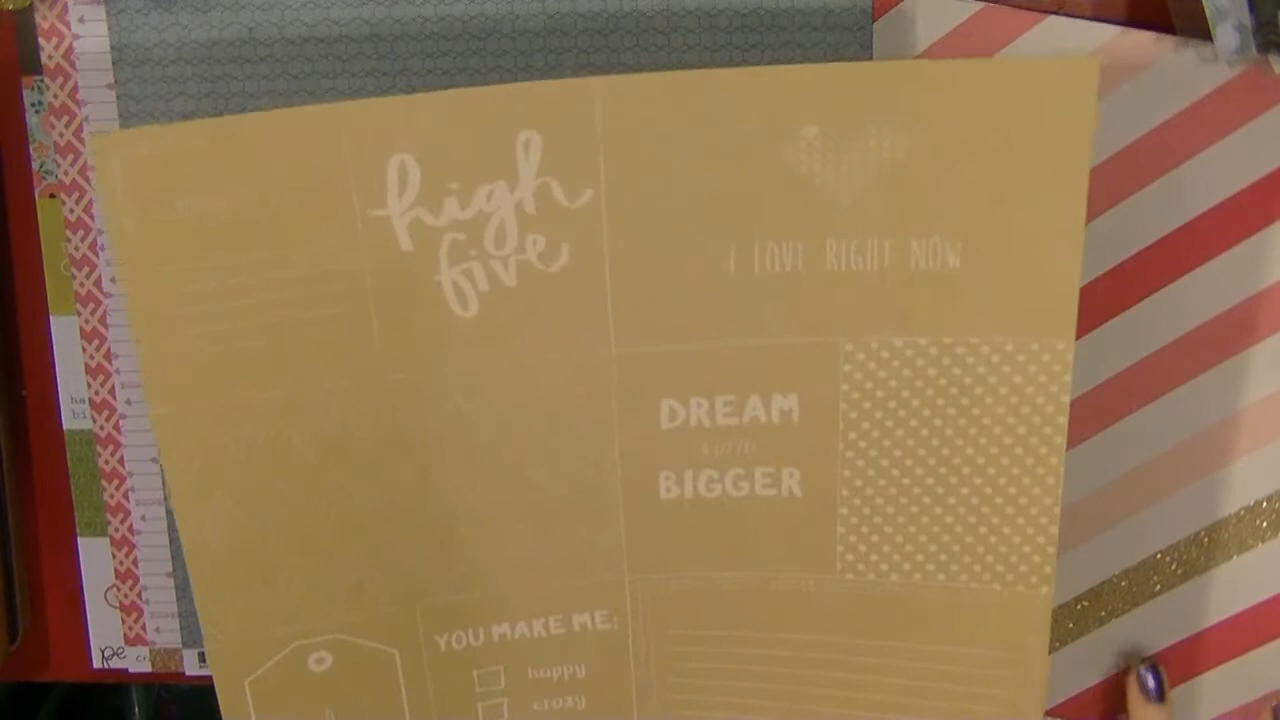 high
five
I LOVE RIGHT NOW
DREAM
BIGGER
YOU MAKE ME:
happy
crazy